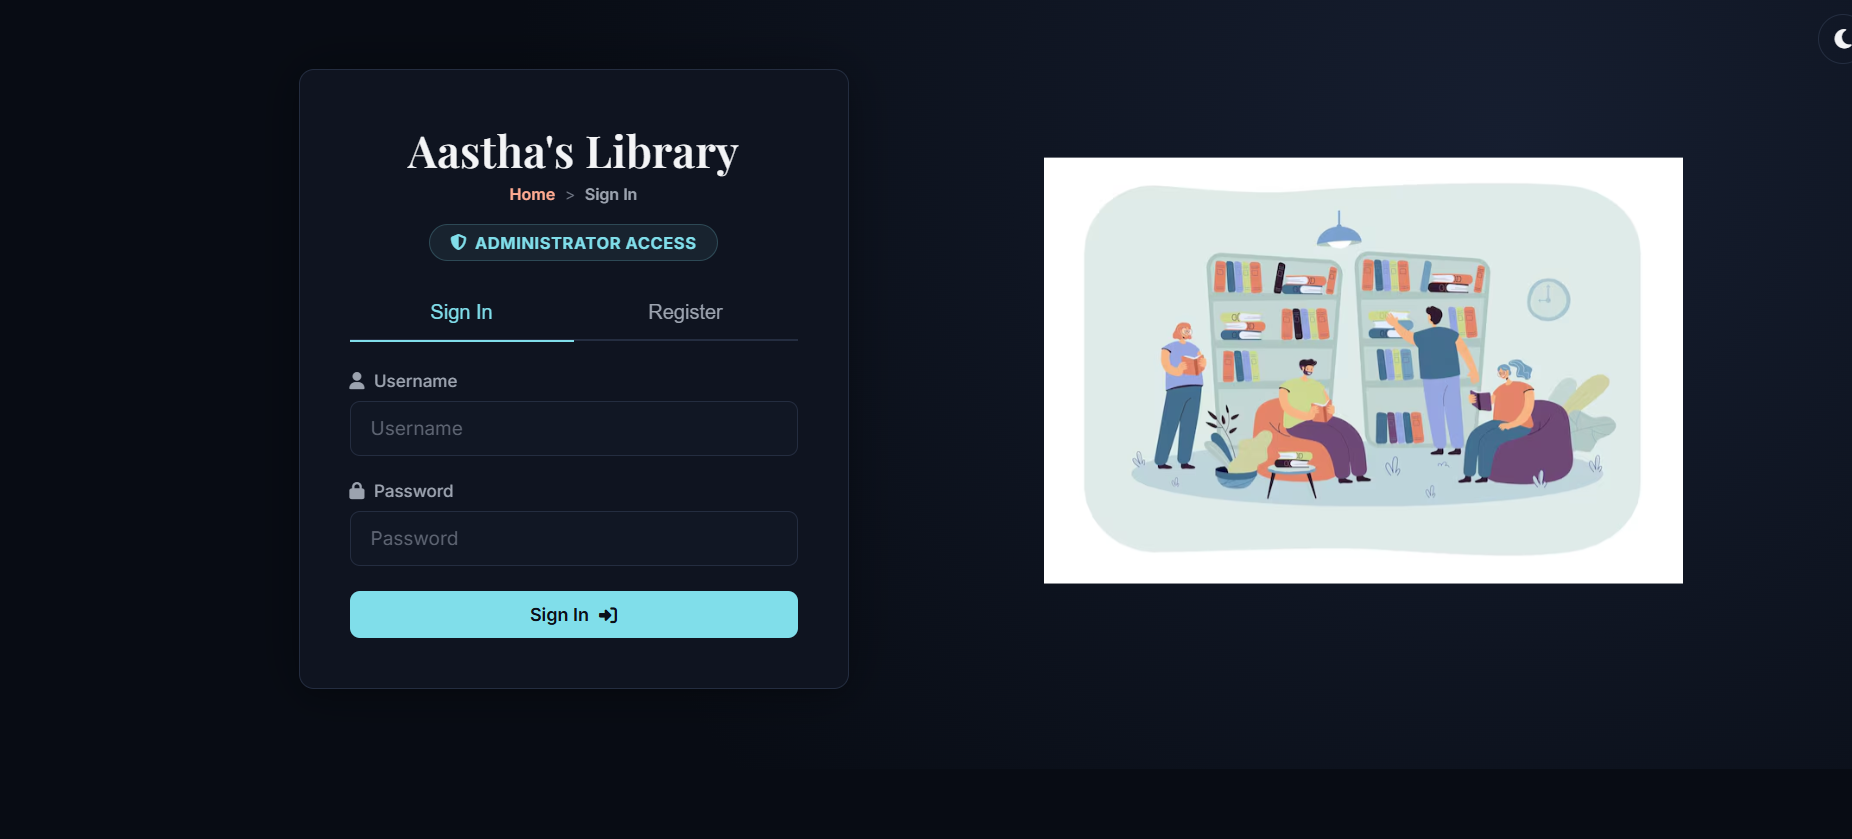 Aastha's Library
Home > Sign In
ADMINISTRATOR ACCESS
Sign In Register
Username
Username
Password
Password
Sign In